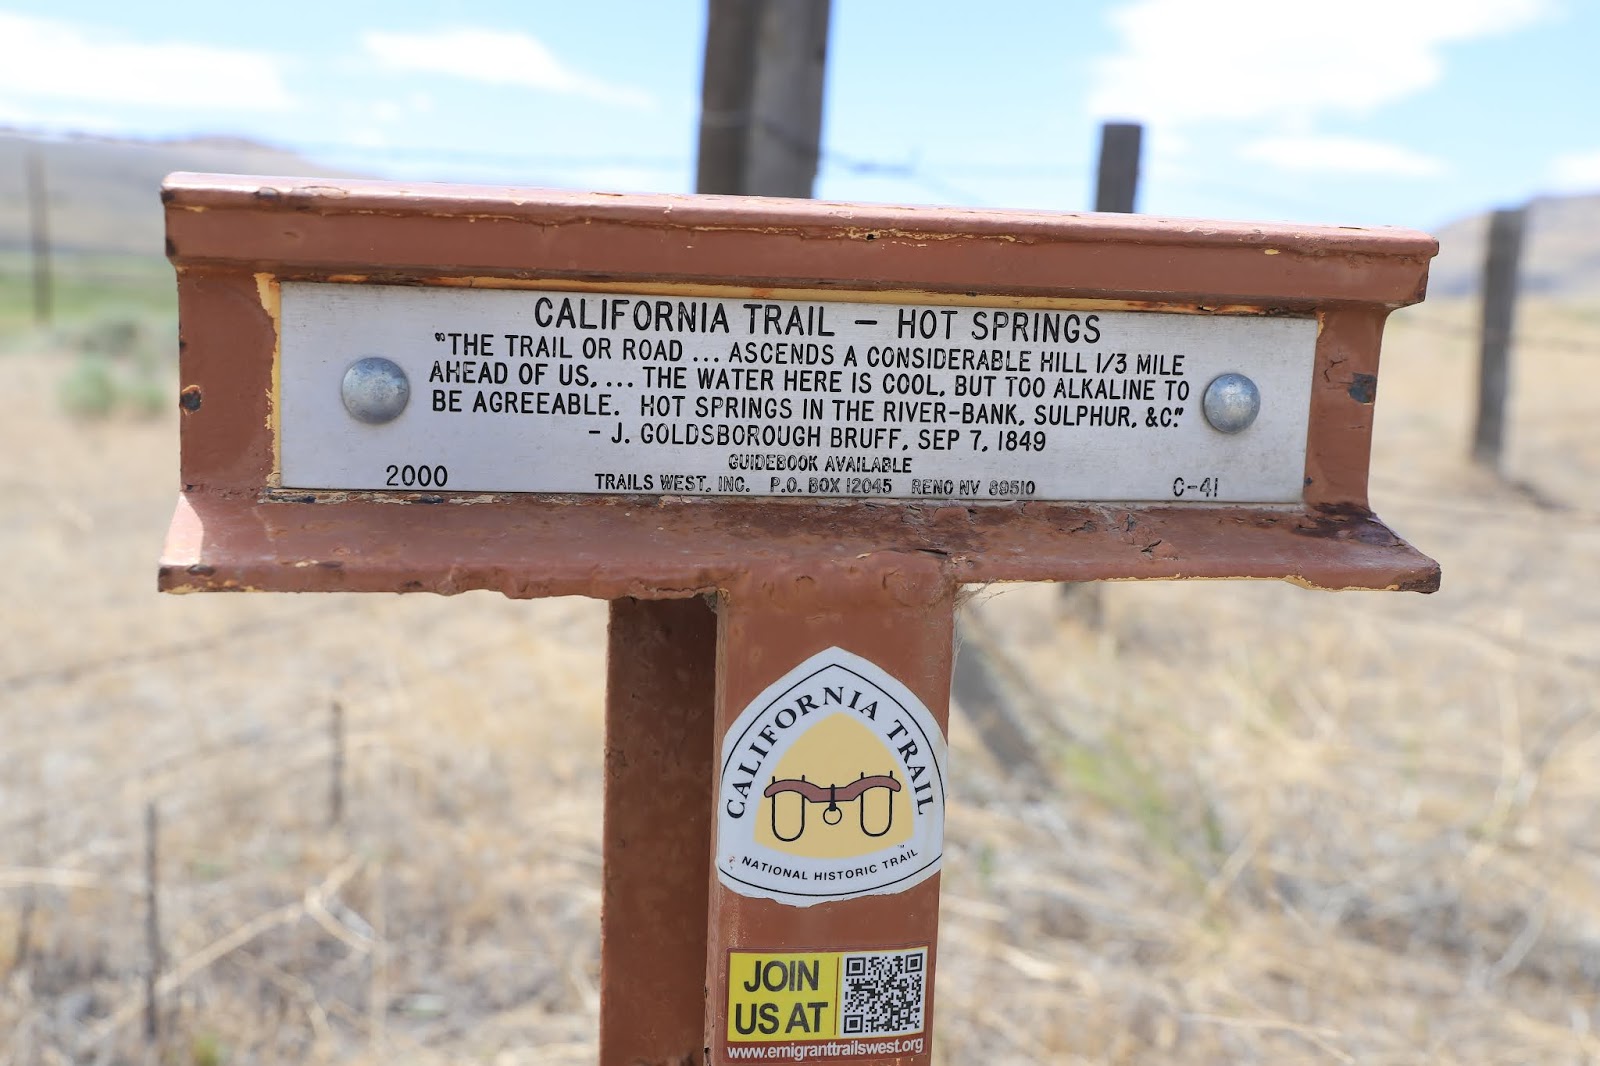 CALIFORNIA TRAIL – HOT SPRINGS
"THE TRAIL OR ROAD ... ASCENDS A CONSIDERABLE HILL 1/3 MILE
AHEAD OF US, ... THE WATER HERE IS COOL, BUT TOO ALKALINE TO
BE AGREEABLE. HOT SPRINGS IN THE RIVER-BANK, SULPHUR, &C."
– J. GOLDSBOROUGH BRUFF, SEP 7, 1849
GUIDEBOOK AVAILABLE
2000 TRAILS WEST, INC. P.O. BOX 12045 RENO NV 89510 C-41
CALIFORNIA TRAIL
NATIONAL HISTORIC TRAIL
JOIN
US AT
www.emigranttrailswest.org